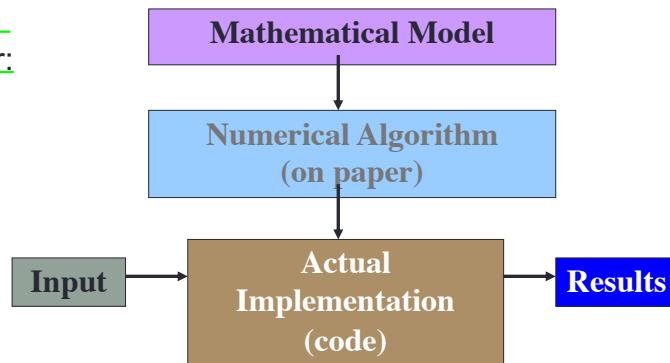 r:
Mathematical Model
Numerical Algorithm
(on paper)
Input
Actual
Implementation
(code)
Results